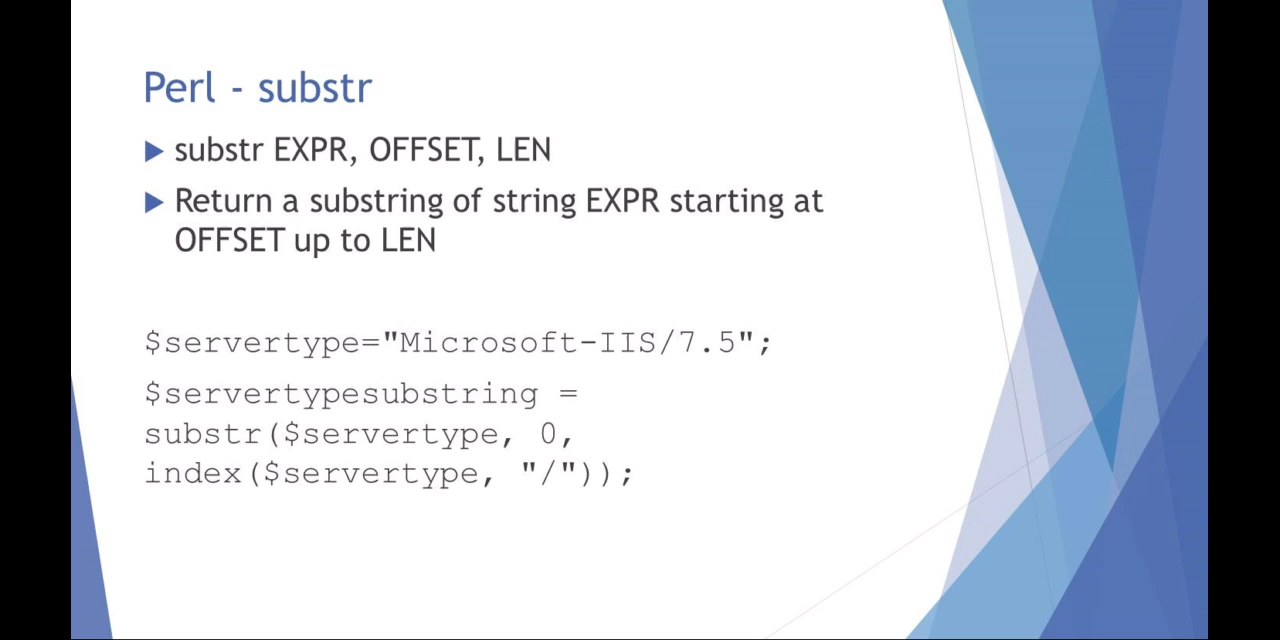 Perl - substr
substr EXPR, OFFSET, LEN
Return a substring of string EXPR starting at
OFFSET up to LEN
$servertype="Microsoft-IIS/7.5";
$servertypesubstring =
substr($servertype, 0,
index($servertype, "/"));